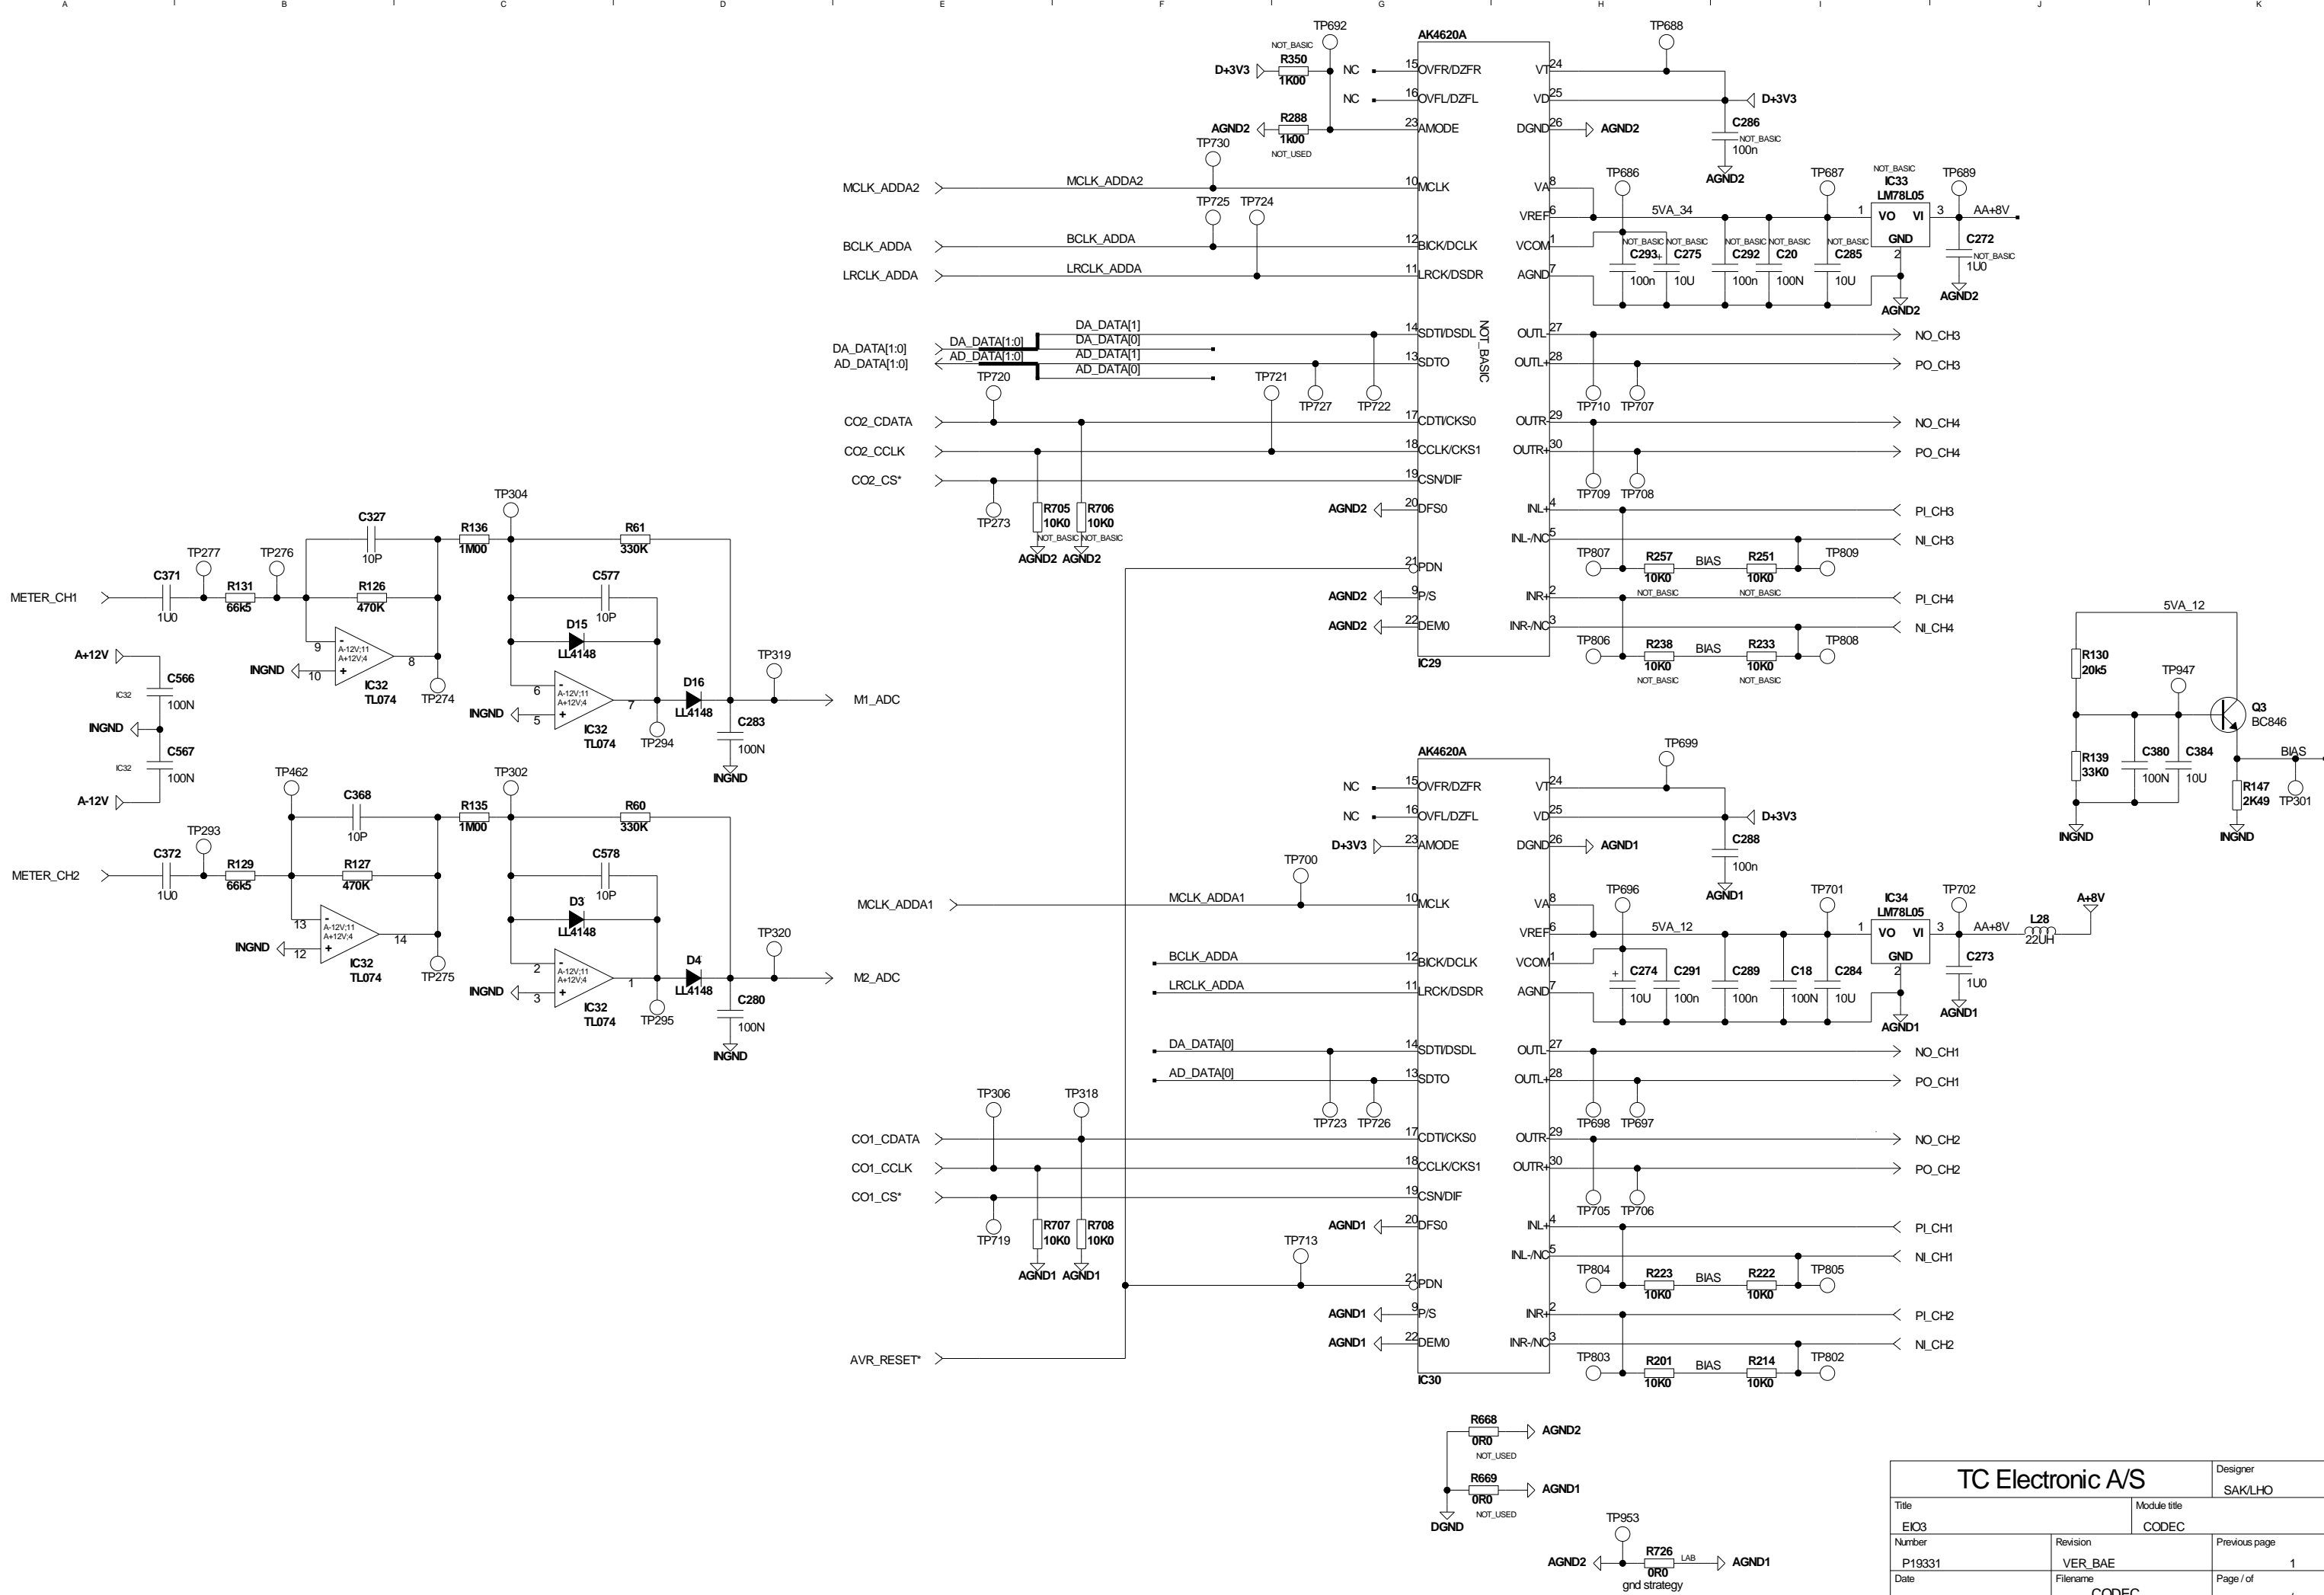 A B C D E F G H I J K
TP692
NOT_BASIC
R350
D+3V3
1K00
NC
NC
AGND2
R288
1k00
NOT_USED
AK4620A
15 OVFR/DZFR
16 OVFL/DZFL
23 AMODE
10 MCLK
12 BICK/DCLK
11 LRCK/DSDR
14 SDTI/DSDL
13 SDTO
17 CDTI/CKS0
18 CCLK/CKS1
19 CSN/DIF
20 DFS0
21 PDN
9 P/S
22 DEM0
IC29
NOT_BASIC
VT 24
VD 25
DGND 26
VA 8
VREF 6
VCOM 1
AGND 7
OUTL- 27
OUTL+ 28
OUTR- 29
OUTR+ 30
INL+ 4
INL-/NC 5
INR+ 2
INR-/NC 3
TP688
D+3V3
AGND2
C286
NOT_BASIC
100n
AGND2
TP730
MCLK_ADDA2 MCLK_ADDA2
TP725 TP724
BCLK_ADDA BCLK_ADDA
LRCLK_ADDA LRCLK_ADDA
DA_DATA[1:0] DA_DATA[1:0]
AD_DATA[1:0] AD_DATA[1:0]
DA_DATA[1]
DA_DATA[0]
AD_DATA[1]
AD_DATA[0]
TP720 TP721
TP727 TP722
CO2_CDATA
CO2_CCLK
CO2_CS*
TP273
R705 R706
10K0 10K0
NOT_BASIC NOT_BASIC
AGND2 AGND2
AGND2
AGND2
AGND2
TP686 TP687
5VA_34
NOT_BASIC
IC33
LM78L05
1 VO VI 3
GND
2
TP689
AA+8V
NOT_BASIC NOT_BASIC NOT_BASIC NOT_BASIC NOT_BASIC
C293 + C275 C292 C20 C285
100n 10U 100n 100N 10U
C272
NOT_BASIC
1U0
AGND2
AGND2
NO_CH3
PO_CH3
TP710 TP707
NO_CH4
PO_CH4
TP709 TP708
PI_CH3
NI_CH3
TP807 R257 BIAS R251 TP809
10K0 10K0
NOT_BASIC NOT_BASIC
PI_CH4
NI_CH4
TP806 R238 BIAS R233 TP808
10K0 10K0
NOT_BASIC NOT_BASIC
METER_CH1
C371
1U0
TP277 TP276
R131
66k5
C327
10P
R126
470K
9 -
A-12V;11
A+12V;4
10 +
8
INGND
IC32
TL074
TP274
R136
1M00
TP304
R61
330K
C577
10P
D15
LL4148
6 -
A-12V;11
A+12V;4
5 +
7
INGND
IC32
TL074
TP294
D16
LL4148
TP319
M1_ADC
C283
100N
INGND
A+12V
IC32
C566
100N
INGND
IC32
C567
100N
A-12V
METER_CH2
C372
1U0
TP293
R129
66k5
TP462
C368
10P
R127
470K
13 -
A-12V;11
A+12V;4
12 +
14
INGND
IC32
TL074
TP275
R135
1M00
TP302
R60
330K
C578
10P
D3
LL4148
2 -
A-12V;11
A+12V;4
3 +
1
INGND
IC32
TL074
TP295
D4
LL4148
TP320
M2_ADC
C280
100N
INGND
5VA_12
R130
20k5
TP947
Q3
BC846
R139
33K0
C380 C384
100N 10U
BIAS
R147
2K49
TP301
INGND INGND
AK4620A
NC
NC
D+3V3
15 OVFR/DZFR
16 OVFL/DZFL
23 AMODE
10 MCLK
12 BICK/DCLK
11 LRCK/DSDR
14 SDTI/DSDL
13 SDTO
17 CDTI/CKS0
18 CCLK/CKS1
19 CSN/DIF
20 DFS0
21 PDN
9 P/S
22 DEM0
IC30
VT 24
VD 25
DGND 26
VA 8
VREF 6
VCOM 1
AGND 7
OUTL- 27
OUTL+ 28
OUTR- 29
OUTR+ 30
INL+ 4
INL-/NC 5
INR+ 2
INR-/NC 3
TP699
D+3V3
AGND1
C288
100n
AGND1
TP700
MCLK_ADDA1 MCLK_ADDA1
BCLK_ADDA
LRCLK_ADDA
DA_DATA[0]
AD_DATA[0]
TP723 TP726
TP306 TP318
CO1_CDATA
CO1_CCLK
CO1_CS*
TP719
R707 R708
10K0 10K0
AGND1 AGND1
AGND1
TP713
AGND1
AGND1
AVR_RESET*
TP696 TP701
5VA_12
IC34
LM78L05
1 VO VI 3
GND
2
TP702
AA+8V
L28
22UH
A+8V
+ C274 C291 C289 C18 C284
10U 100n 100n 100N 10U
C273
1U0
AGND1
AGND1
NO_CH1
PO_CH1
TP698 TP697
NO_CH2
PO_CH2
TP705 TP706
PI_CH1
NI_CH1
TP804 R223 BIAS R222 TP805
10K0 10K0
PI_CH2
NI_CH2
TP803 R201 BIAS R214 TP802
10K0 10K0
R668
0R0
NOT_USED
AGND2
R669
0R0
NOT_USED
AGND1
DGND
TP953
AGND2 R726 LAB AGND1
0R0
gnd strategy
TC Electronic A/S
Designer
SAK/LHO
Title
EIO3
Module title
CODEC
Number
P19331
Revision
VER_BAE
Previous page
1
Date
Filename
Page / of